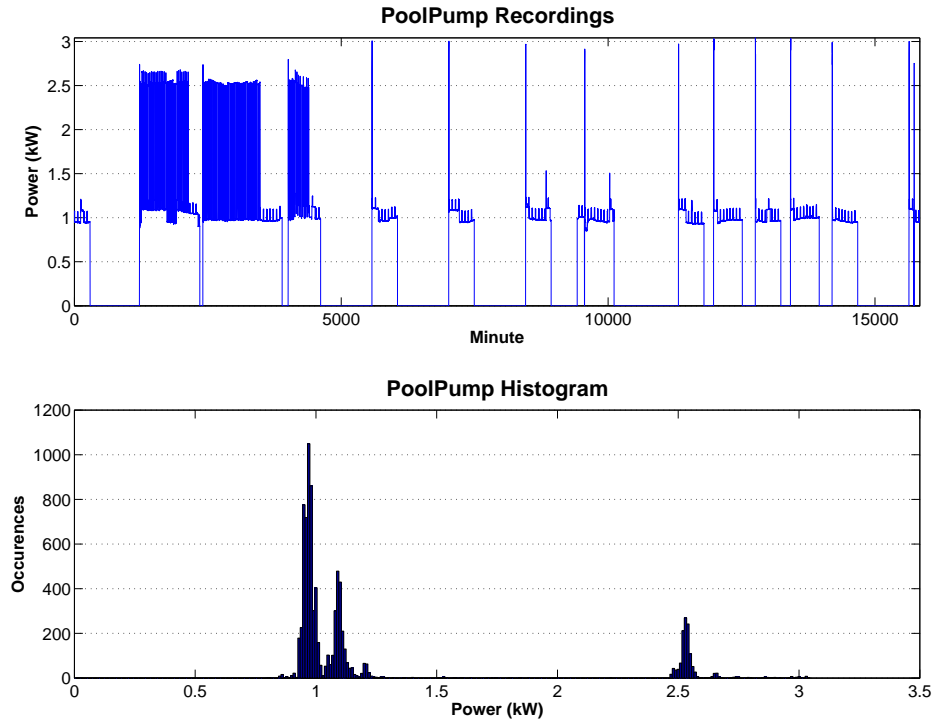 PoolPump Recordings
3
2.5
2
1.5
1
0.5
0
Power (kW)
0 5000 10000 15000
Minute
PoolPump Histogram
1200
1000
800
600
400
200
0
Occurences
0 0.5 1 1.5 2 2.5 3 3.5
Power (kW)